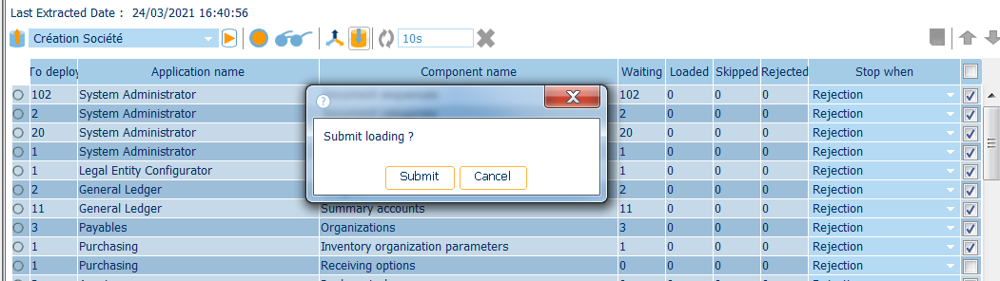 Last Extracted Date : 24/03/2021 16:40:56
Création Société 10s
To deploy Application name Component name Waiting Loaded Skipped Rejected Stop when
102 System Administrator 102 0 0 0 Rejection
2 System Administrator 2 0 0 0 Rejection
20 System Administrator 20 0 0 0 Rejection
1 System Administrator 1 0 0 0 Rejection
1 Legal Entity Configurator 1 0 0 0 Rejection
2 General Ledger 2 0 0 0 Rejection
11 General Ledger Summary accounts 11 0 0 0 Rejection
3 Payables Organizations 3 0 0 0 Rejection
1 Purchasing Inventory organization parameters 1 0 0 0 Rejection
1 Purchasing Receiving options 0 0 0 0 Rejection
?
Submit loading ?
Submit Cancel